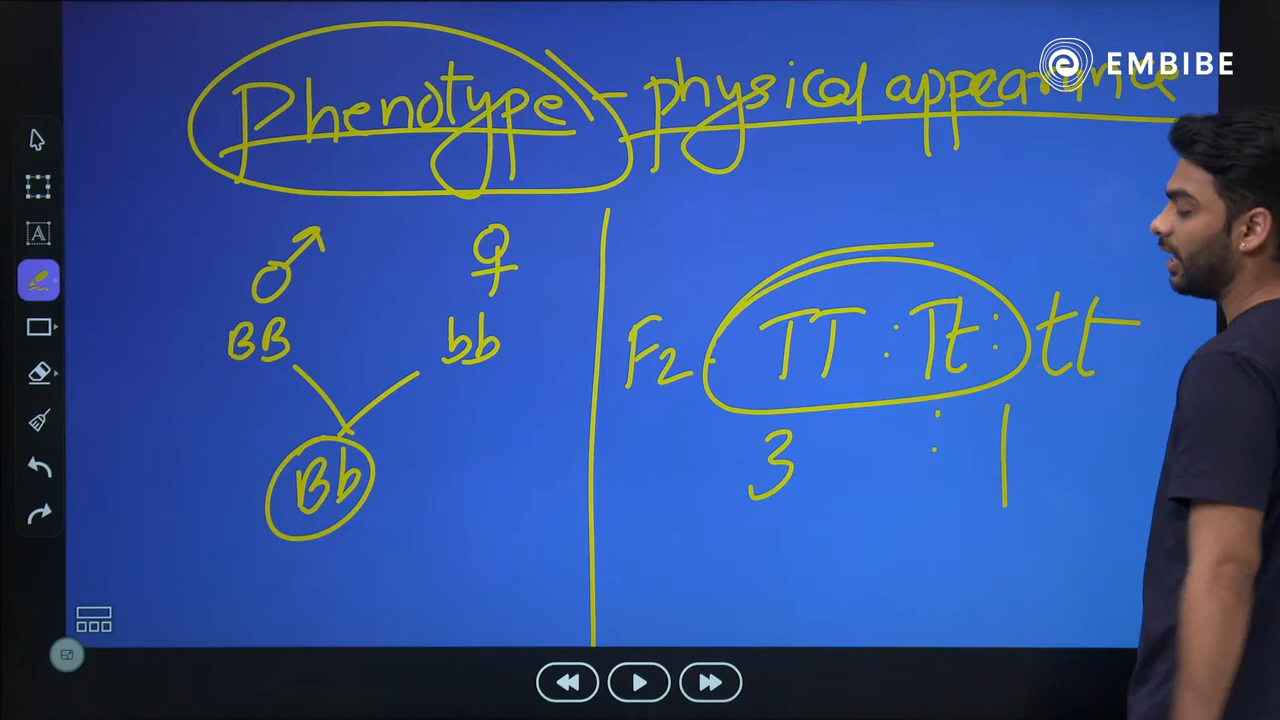 EMBIBE
Phenotype - physical appearance
♂ ♀
BB bb
Bb
F2 TT : Tt : tt
3 : 1